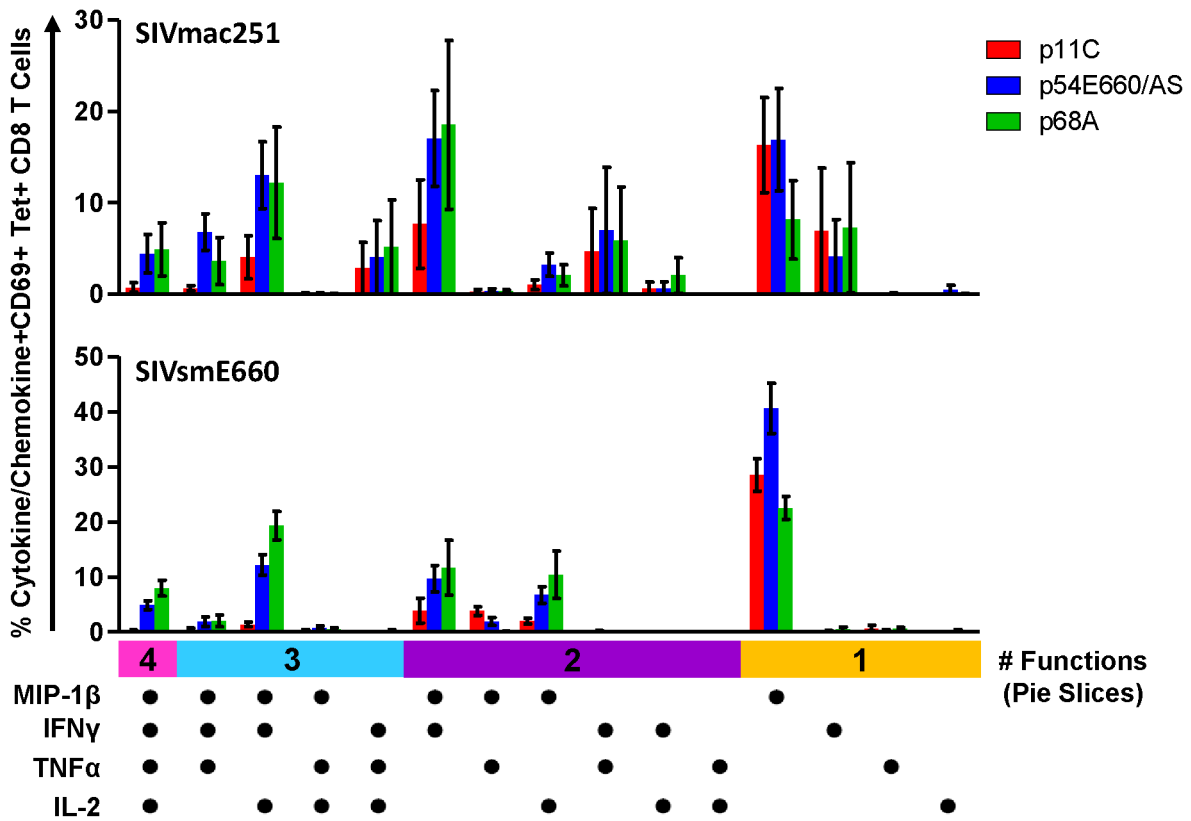 % Cytokine/Chemokine+CD69+ Tet+ CD8 T Cells
SIVmac251
30
20
10
0
p11C
p54E660/AS
p68A
SIVsmE660
50
40
30
20
10
0
4 3 2 1 # Functions
(Pie Slices)
MIP-1β
IFNγ
TNFα
IL-2